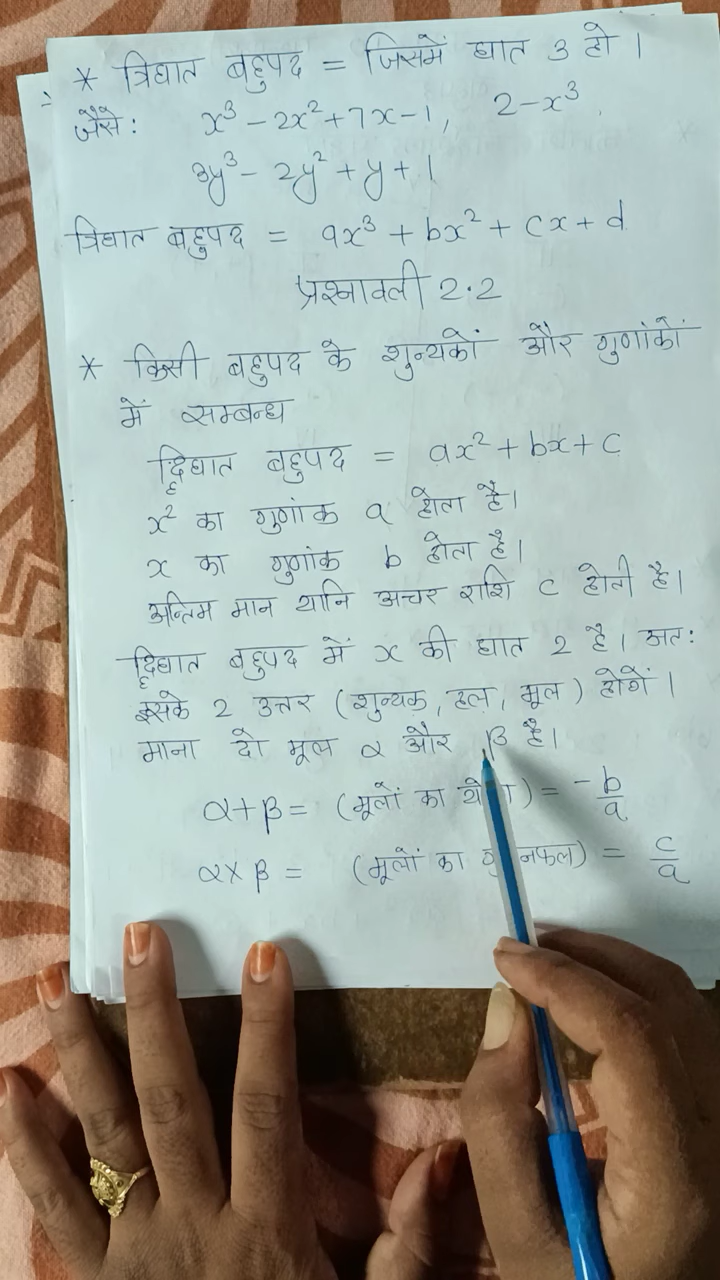 * त्रिघात बहुपद = जिसमें घात 3 हो ।
जैसे: x³ - 2x² + 7x - 1, 2 - x³,
3y³ - 2y² + y + 1
त्रिघात बहुपद = ax³ + bx² + cx + d
प्रश्नावली 2.2
* किसी बहुपद के शुन्यकों और गुणांकों
में सम्बन्ध
द्विघात बहुपद = ax² + bx + c
x² का गुणांक a होता है।
x का गुणांक b होता है।
अन्तिम मान यानि अचर राशि c होती है।
द्विघात बहुपद में x की घात 2 है। अत:
इसके 2 उत्तर (शुन्यक, हल, मूल) होगें ।
माना दो मूल α और β है।
α + β = (मूलों का ) = -b/a
α × β = (मूलों का ) = c/a